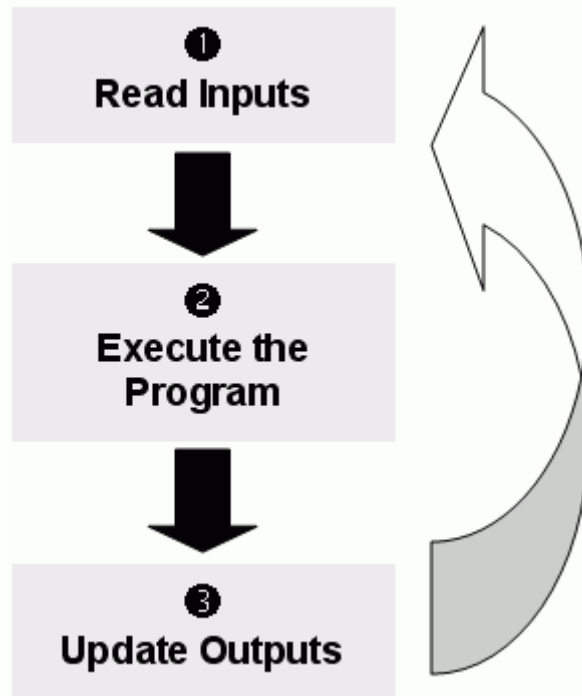 ❶
Read Inputs
❷
Execute the
Program
❸
Update Outputs